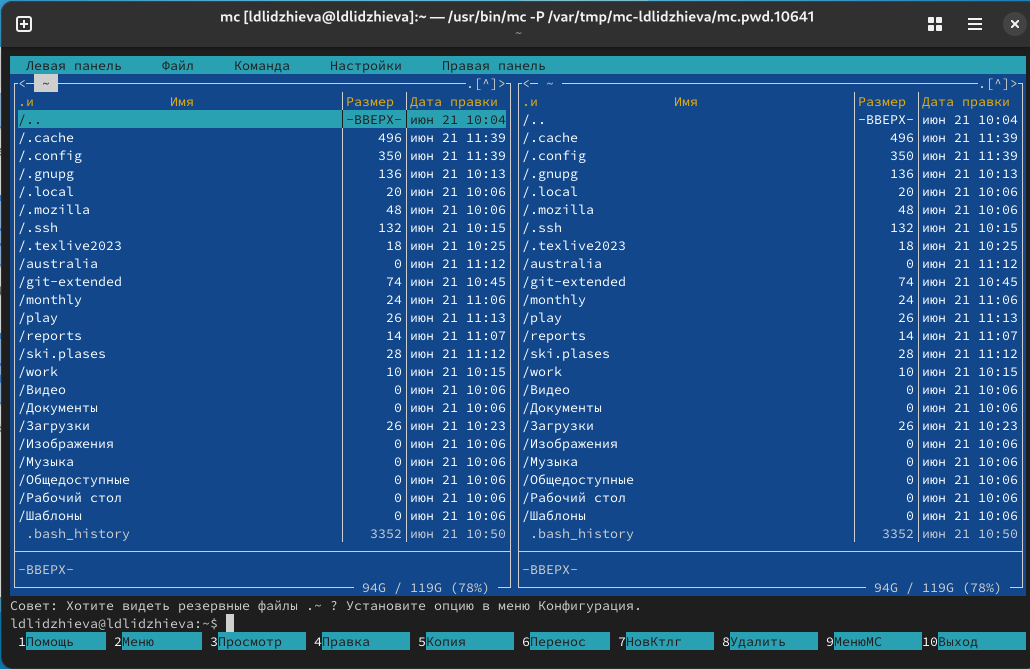 mc [ldlidzhieva@ldlidzhieva]:~ — /usr/bin/mc -P /var/tmp/mc-ldlidzhieva/mc.pwd.10641
~
Левая панель Файл Команда Настройки Правая панель
<─ ~ .[^]> <─ ~ .[^]>
.и Имя Размер Дата правки .и Имя Размер Дата правки
/.. -ВВЕРХ- июн 21 10:04 /.. -ВВЕРХ- июн 21 10:04
/.cache 496 июн 21 11:39 /.cache 496 июн 21 11:39
/.config 350 июн 21 11:39 /.config 350 июн 21 11:39
/.gnupg 136 июн 21 10:13 /.gnupg 136 июн 21 10:13
/.local 20 июн 21 10:06 /.local 20 июн 21 10:06
/.mozilla 48 июн 21 10:06 /.mozilla 48 июн 21 10:06
/.ssh 132 июн 21 10:15 /.ssh 132 июн 21 10:15
/.texlive2023 18 июн 21 10:25 /.texlive2023 18 июн 21 10:25
/australia 0 июн 21 11:12 /australia 0 июн 21 11:12
/git-extended 74 июн 21 10:45 /git-extended 74 июн 21 10:45
/monthly 24 июн 21 11:06 /monthly 24 июн 21 11:06
/play 26 июн 21 11:13 /play 26 июн 21 11:13
/reports 14 июн 21 11:07 /reports 14 июн 21 11:07
/ski.plases 28 июн 21 11:12 /ski.plases 28 июн 21 11:12
/work 10 июн 21 10:15 /work 10 июн 21 10:15
/Видео 0 июн 21 10:06 /Видео 0 июн 21 10:06
/Документы 0 июн 21 10:06 /Документы 0 июн 21 10:06
/Загрузки 26 июн 21 10:23 /Загрузки 26 июн 21 10:23
/Изображения 0 июн 21 10:06 /Изображения 0 июн 21 10:06
/Музыка 0 июн 21 10:06 /Музыка 0 июн 21 10:06
/Общедоступные 0 июн 21 10:06 /Общедоступные 0 июн 21 10:06
/Рабочий стол 0 июн 21 10:06 /Рабочий стол 0 июн 21 10:06
/Шаблоны 0 июн 21 10:06 /Шаблоны 0 июн 21 10:06
.bash_history 3352 июн 21 10:50 .bash_history 3352 июн 21 10:50
-ВВЕРХ- -ВВЕРХ-
94G / 119G (78%) 94G / 119G (78%)
Совет: Хотите видеть резервные файлы .~ ? Установите опцию в меню Конфигурация.
ldlidzhieva@ldlidzhieva:~$
1Помощь 2Меню 3Просмотр 4Правка 5Копия 6Перенос 7НовКтлг 8Удалить 9МенюМС 10Выход